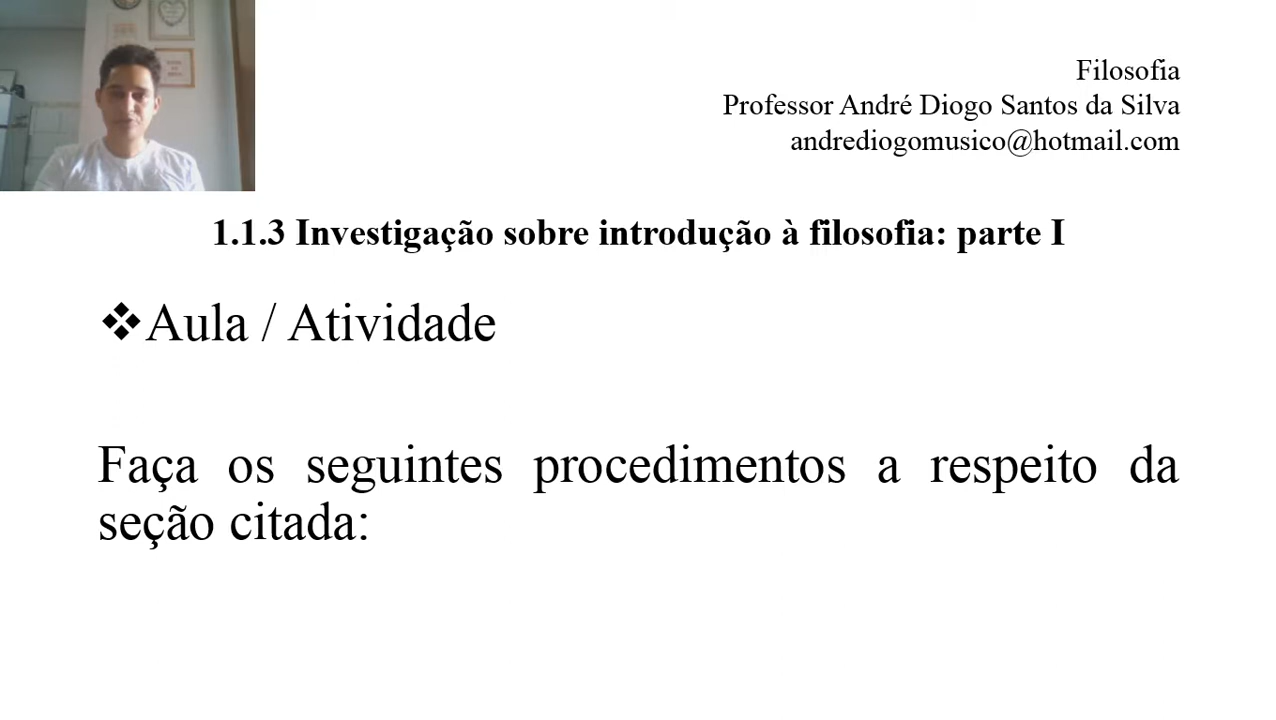 Filosofia
Professor André Diogo Santos da Silva
andrediogomusico@hotmail.com
1.1.3 Investigação sobre introdução à filosofia: parte I
❖Aula / Atividade
Faça os seguintes procedimentos a respeito da
seção citada: